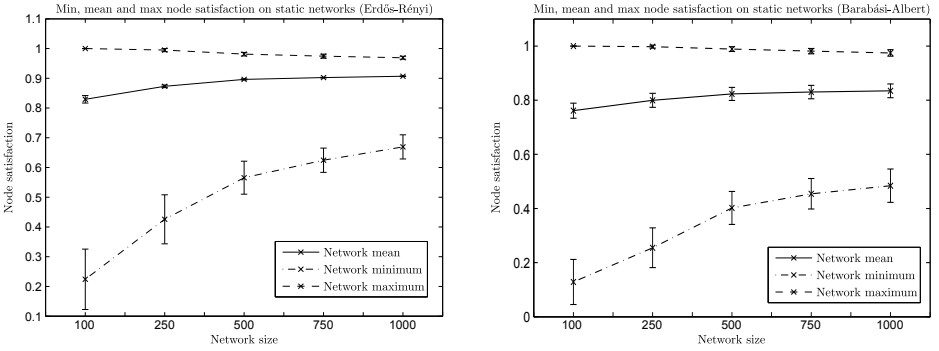 Min, mean and max node satisfaction on static networks (Erdős-Rényi)
1.1
1
0.9
0.8
0.7
0.6
0.5
0.4
0.3
0.2
0.1
Node satisfaction
100 250 500 750 1000
Network size
Network mean
Network minimum
Network maximum
Min, mean and max node satisfaction on static networks (Barabási-Albert)
1
0.8
0.6
0.4
0.2
0
Node satisfaction
100 250 500 750 1000
Network size
Network mean
Network minimum
Network maximum